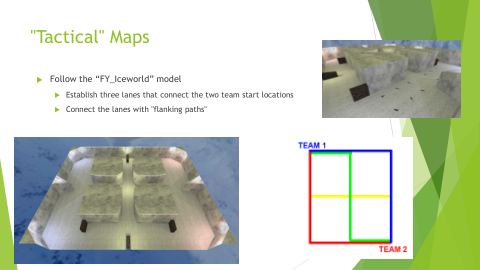 "Tactical" Maps
Follow the “FY_Iceworld” model
Establish three lanes that connect the two team start locations
Connect the lanes with "flanking paths"
TEAM 1
TEAM 2